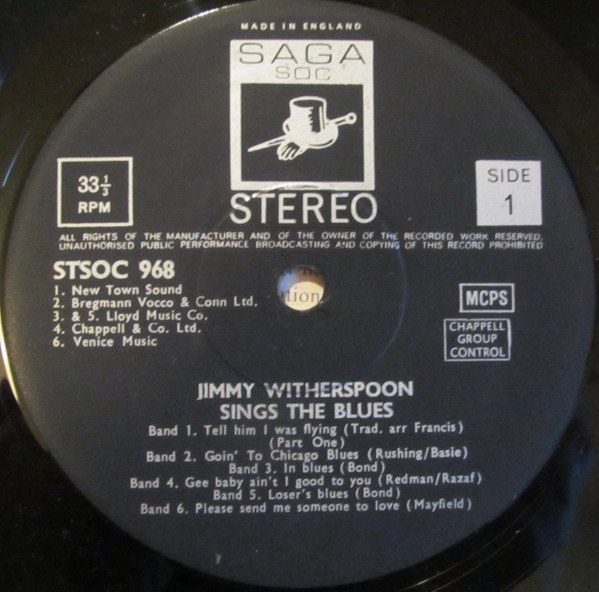 MADE IN ENGLAND
SAGA
SOC
33 1/3
RPM
STEREO
SIDE
1
ALL RIGHTS OF THE MANUFACTURER AND OF THE OWNER OF THE RECORDED WORK RESERVED,
UNAUTHORISED PUBLIC PERFORMANCE BROADCASTING AND COPYING OF THIS RECORD PROHIBITED
STSOC 968
1. New Town Sound
2. Bregmann Vocco & Conn Ltd.
3. & 5. Lloyd Music Co.
4. Chappell & Co. Ltd.
6. Venice Music
MCPS
CHAPPELL
GROUP
CONTROL
JIMMY WITHERSPOON
SINGS THE BLUES
Band 1. Tell him I was flying (Trad. arr Francis)
(Part One)
Band 2. Goin' To Chicago Blues (Rushing/Basie)
Band 3. In blues (Bond)
Band 4. Gee baby ain't I good to you (Redman/Razaf)
Band 5. Loser's blues (Bond)
Band 6. Please send me someone to love (Mayfield)